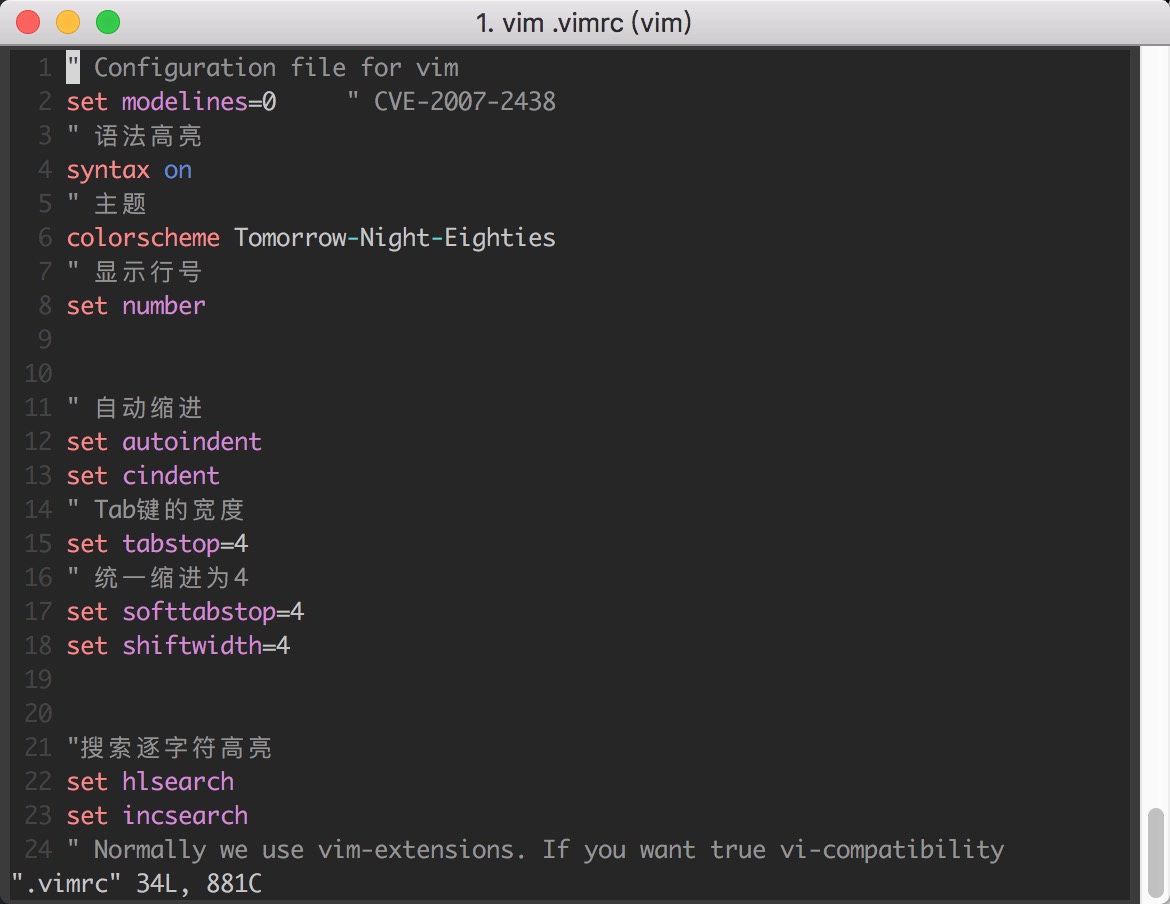 1. vim .vimrc (vim)
1 " Configuration file for vim
2 set modelines=0     " CVE-2007-2438
3 " 语法高亮
4 syntax on
5 " 主题
6 colorscheme Tomorrow-Night-Eighties
7 " 显示行号
8 set number
9
10
11 " 自动缩进
12 set autoindent
13 set cindent
14 " Tab键的宽度
15 set tabstop=4
16 " 统一缩进为4
17 set softtabstop=4
18 set shiftwidth=4
19
20
21 "搜索逐字符高亮
22 set hlsearch
23 set incsearch
24 " Normally we use vim-extensions. If you want true vi-compatibility
".vimrc" 34L, 881C